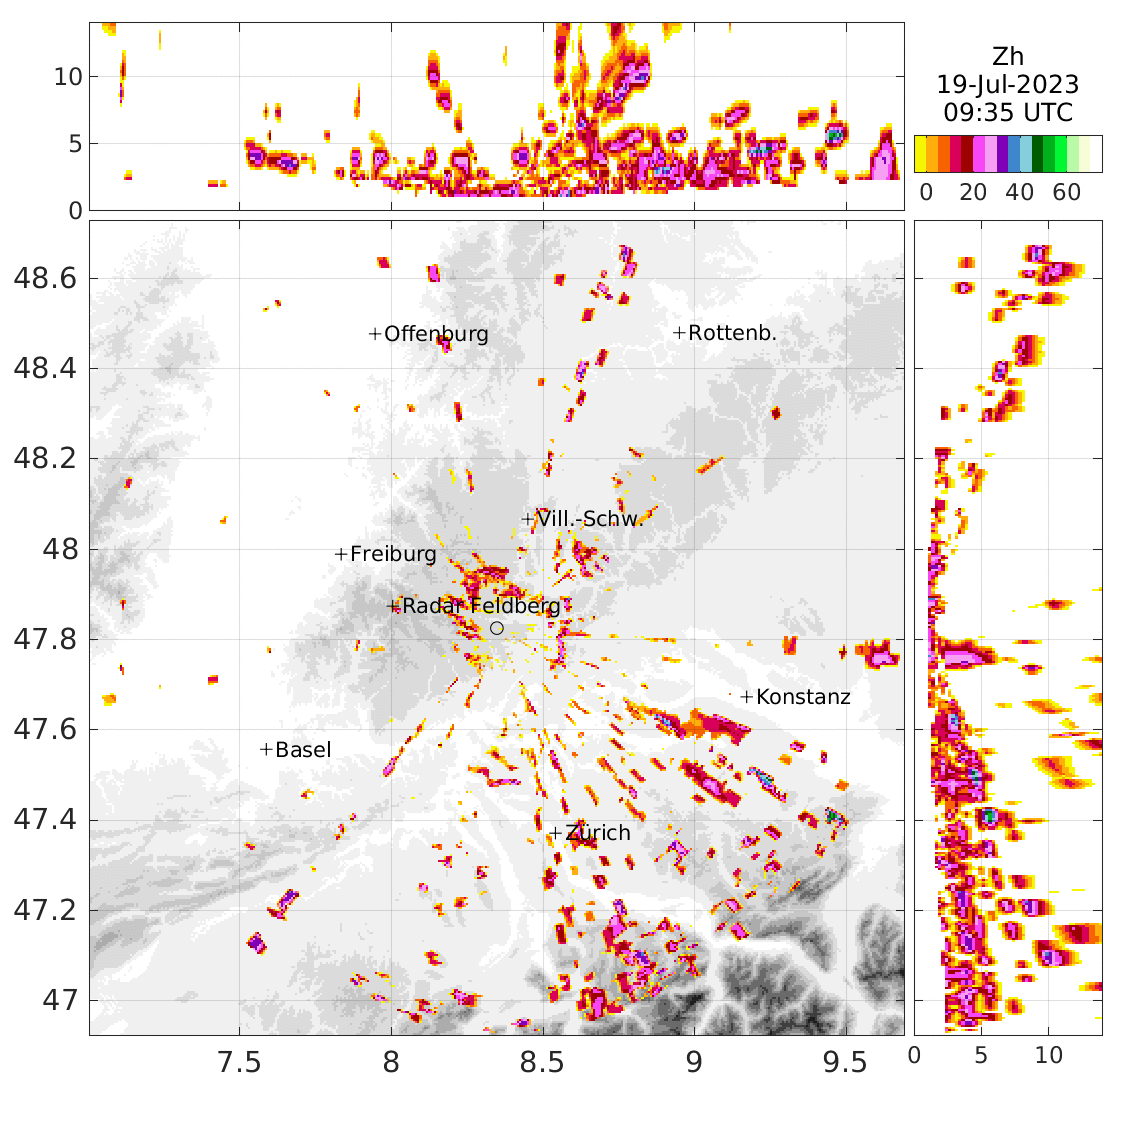 10
5
0
Zh
19-Jul-2023
09:35 UTC
0 20 40 60
48.6
48.4
48.2
48
47.8
47.6
47.4
47.2
47
+Offenburg
+Rottenb.
+Vill.-Schw.
+Freiburg
+Radar Feldberg
+Konstanz
+Basel
+Zürich
7.5 8 8.5 9 9.5
0 5 10